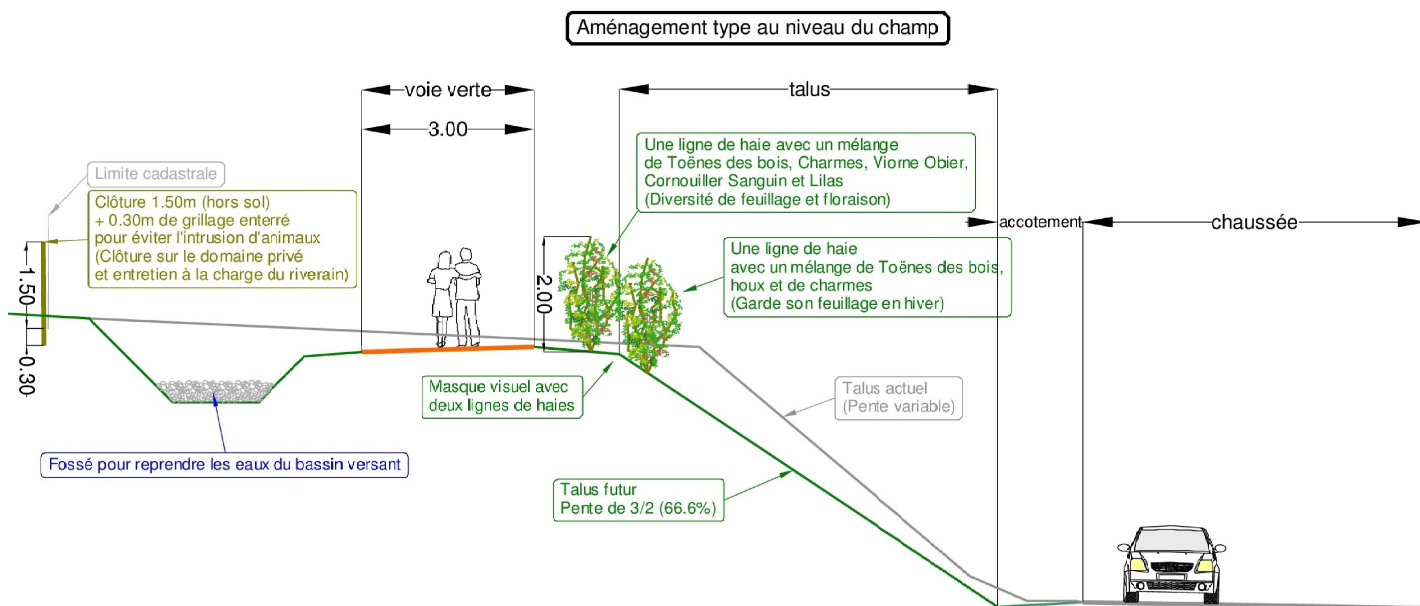 Aménagement type au niveau du champ
voie verte
talus
3.00
Une ligne de haie avec un mélange
de Toënes des bois, Charmes, Viorne Obier,
Cornouiller Sanguin et Lilas
(Diversité de feuillage et floraison)
Limite cadastrale
Clôture 1.50m (hors sol)
+ 0.30m de grillage enterré
pour éviter l'intrusion d'animaux
(Clôture sur le domaine privé
et entretien à la charge du riverain)
accotement
chaussée
Une ligne de haie
avec un mélange de Toënes des bois,
houx et de charmes
(Garde son feuillage en hiver)
1.50
0.30
2.00
Masque visuel avec
deux lignes de haies
Talus actuel
(Pente variable)
Fossé pour reprendre les eaux du bassin versant
Talus futur
Pente de 3/2 (66.6%)